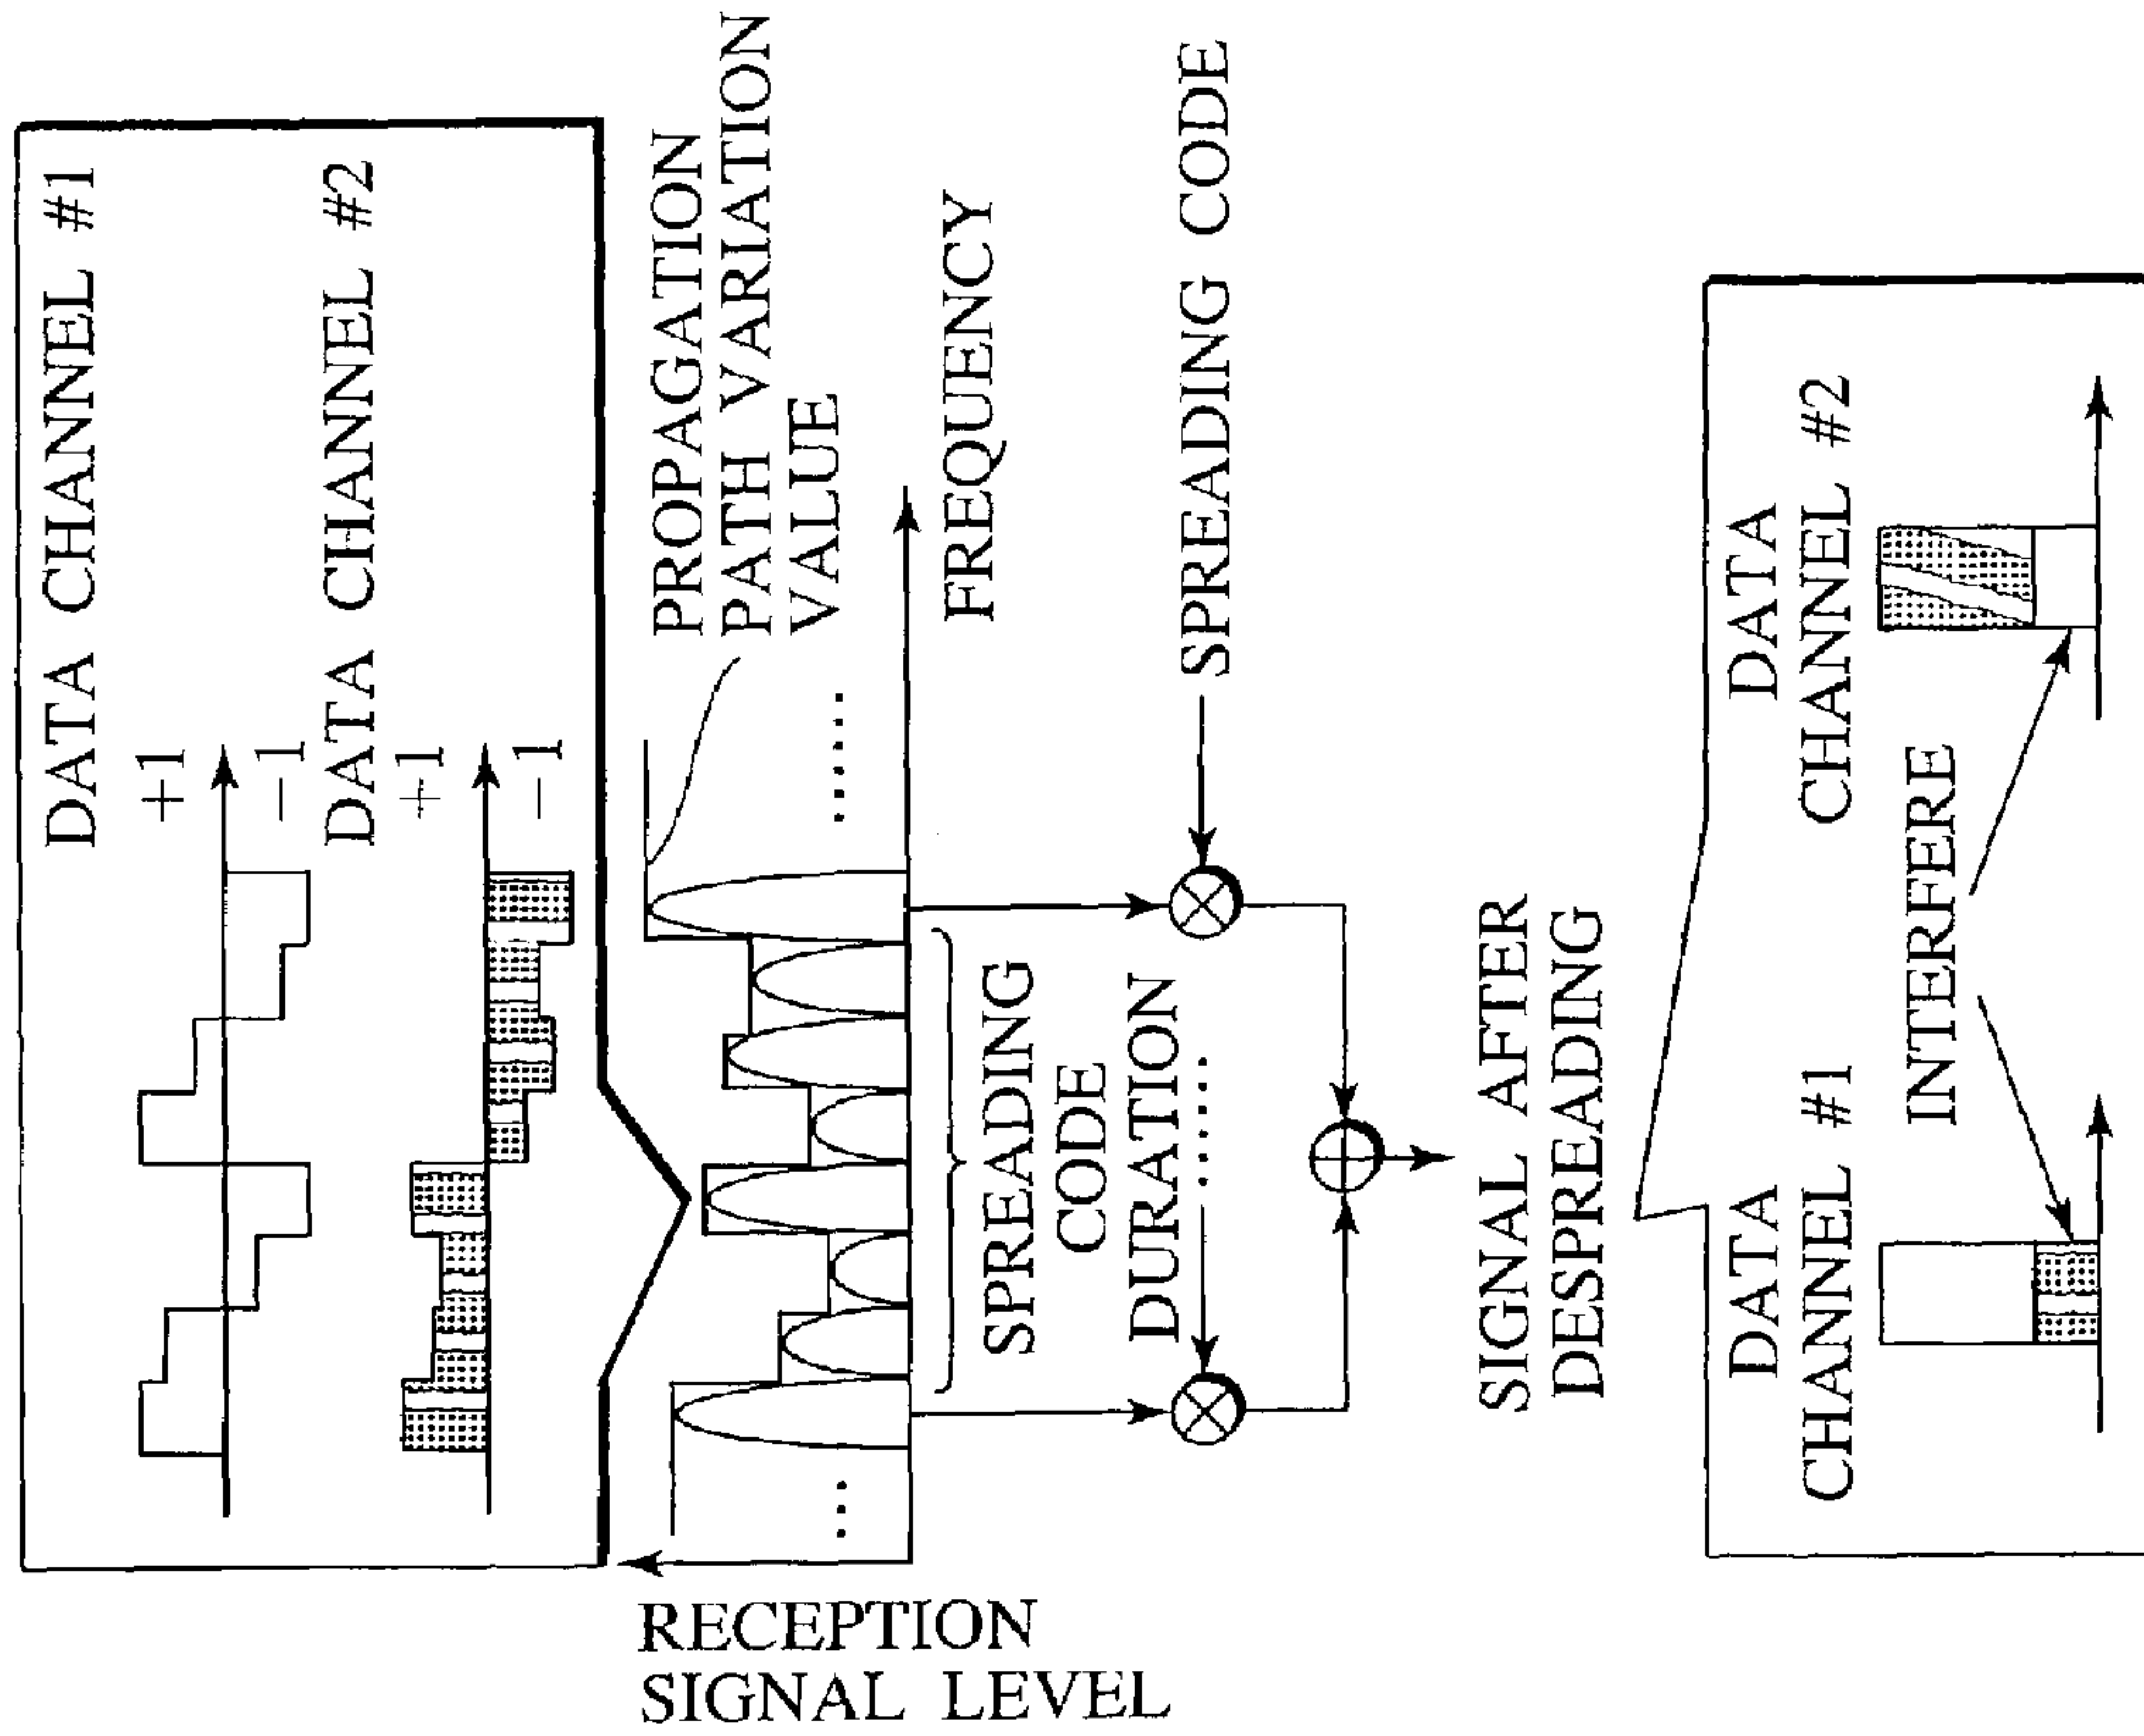 DATA CHANNEL #1
+1
−1
DATA CHANNEL #2
+1
−1
PROPAGATION
PATH VARIATION
VALUE
FREQUENCY
RECEPTION
SIGNAL LEVEL
SPREADING
CODE
DURATION
SPREADING CODE
SIGNAL AFTER
DESPREADING
DATA
CHANNEL #1
INTERFERE
DATA
CHANNEL #2